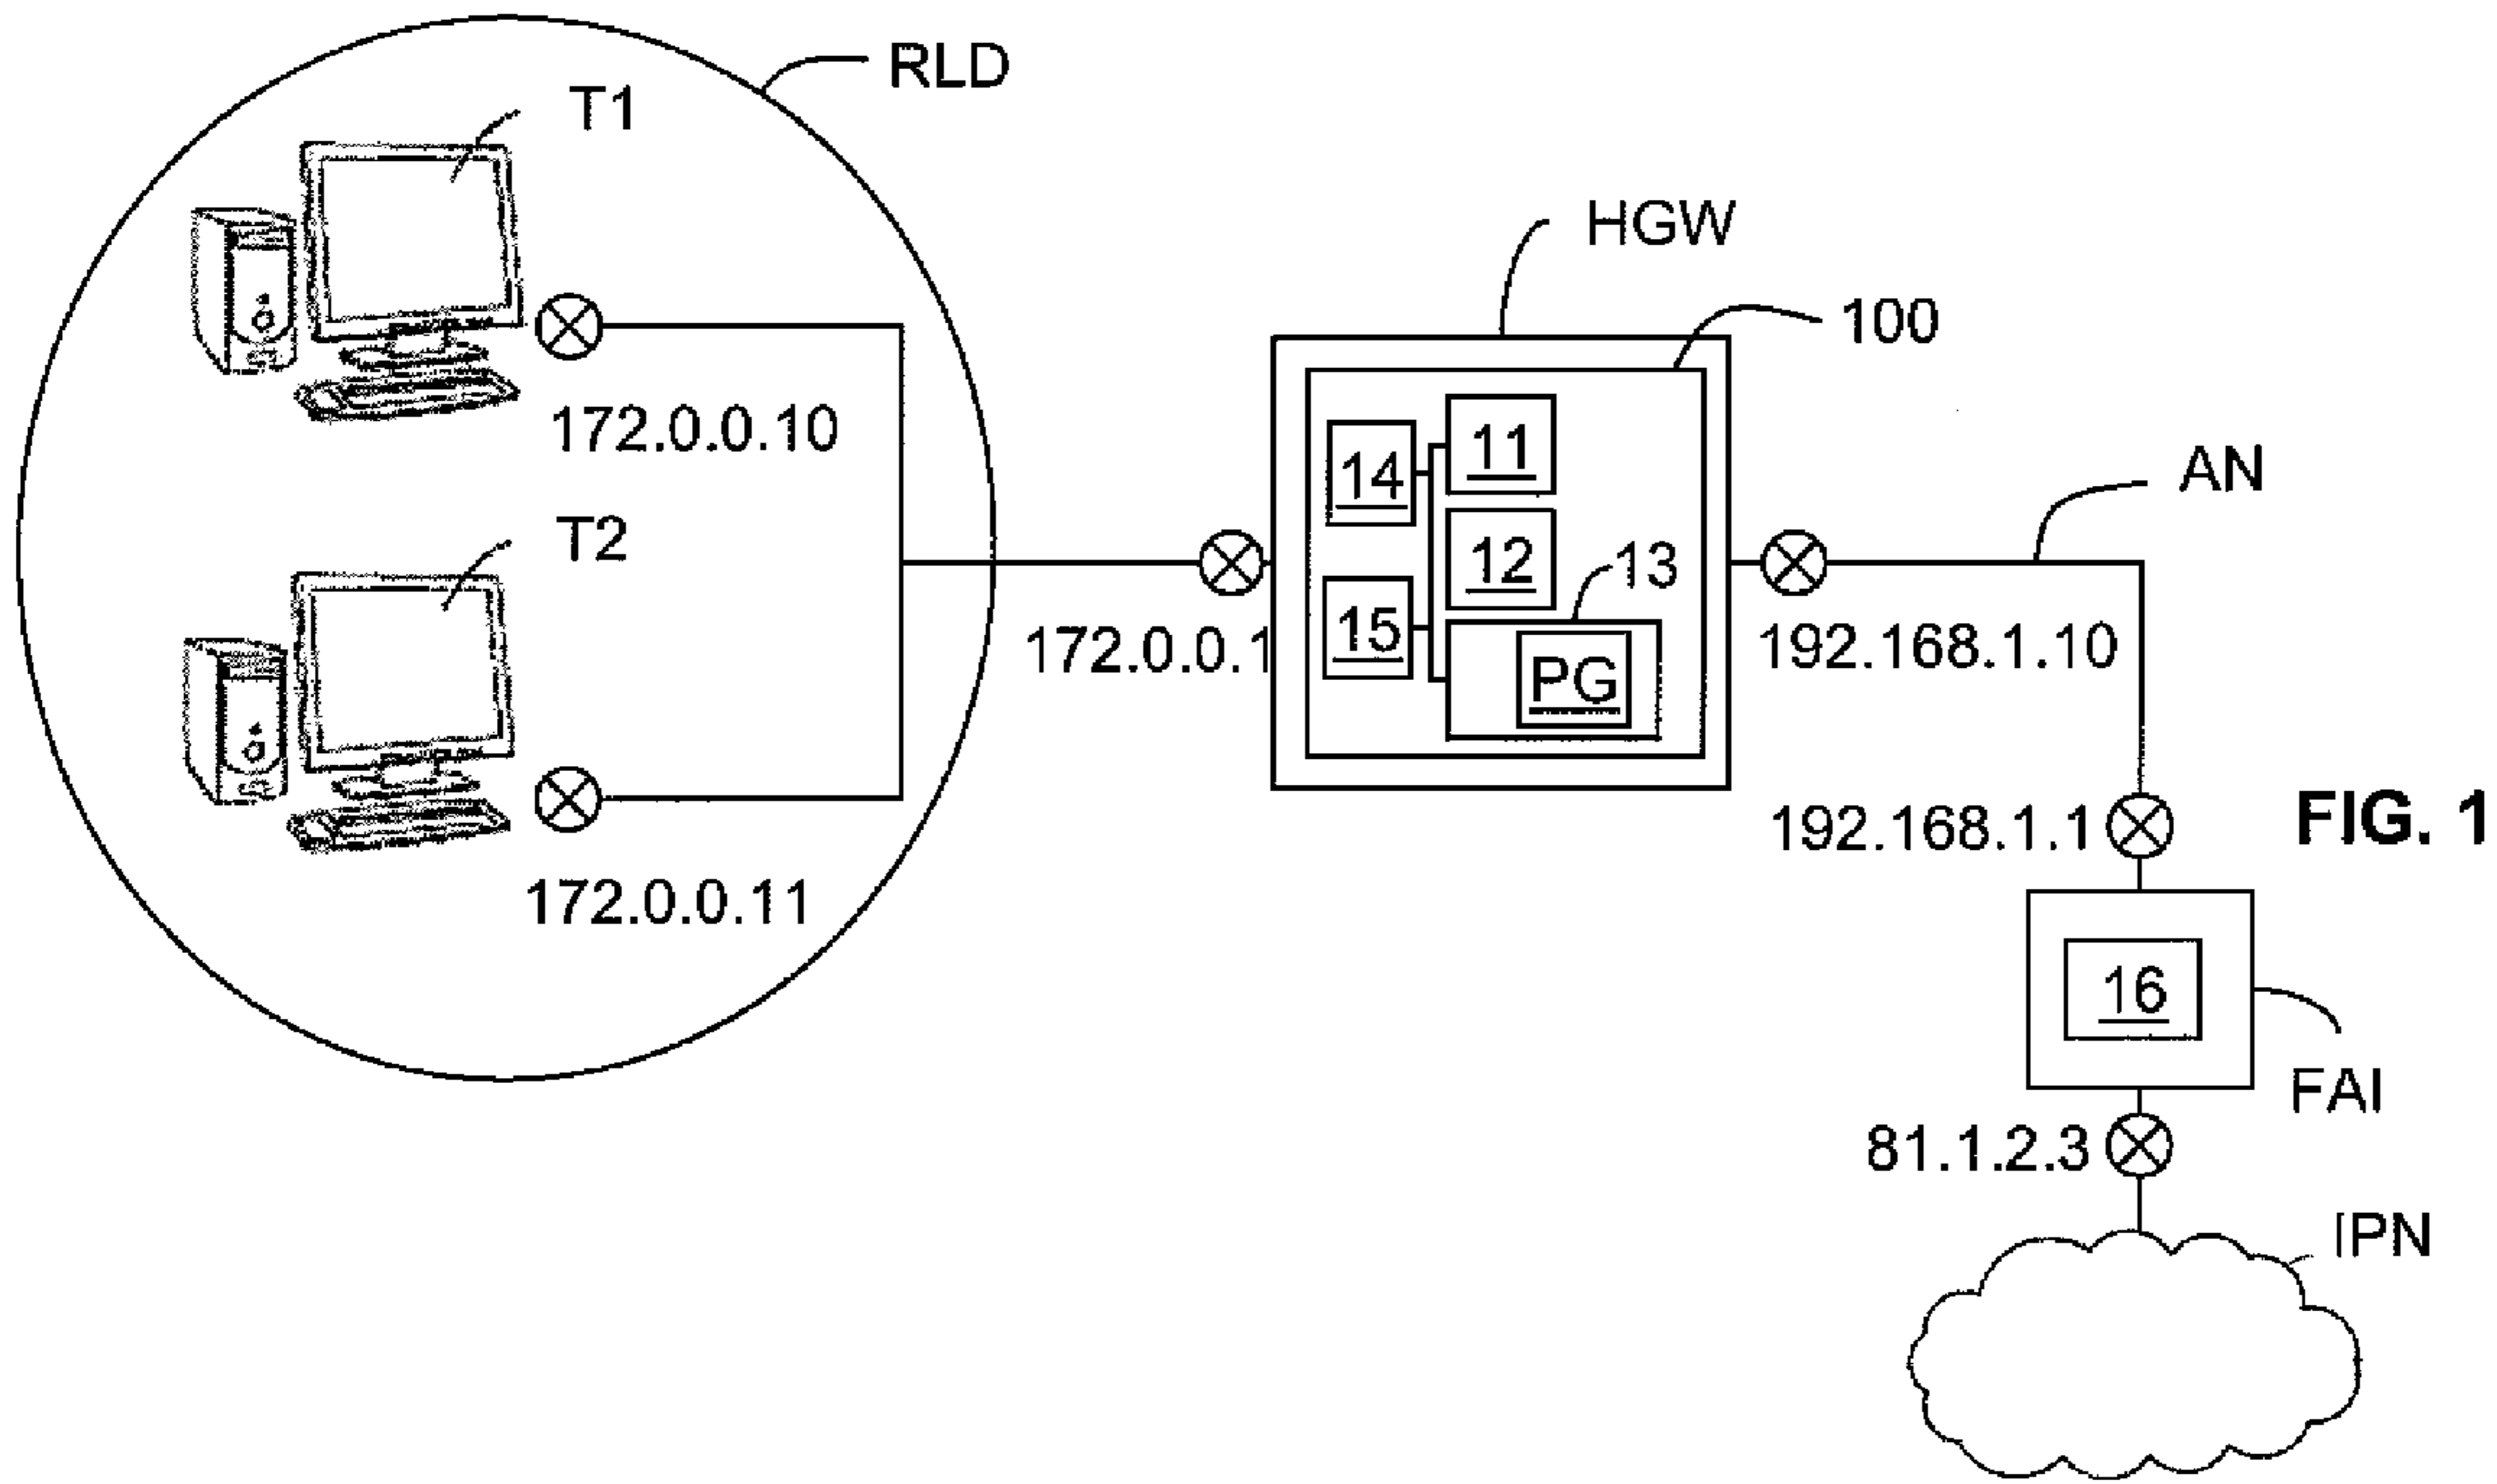 RLD
T1
172.0.0.10
T2
172.0.0.11
HGW
100
11
14
12
13
15
PG
172.0.0.1
AN
192.168.1.10
192.168.1.1
FIG. 1
16
FAI
81.1.2.3
IPN